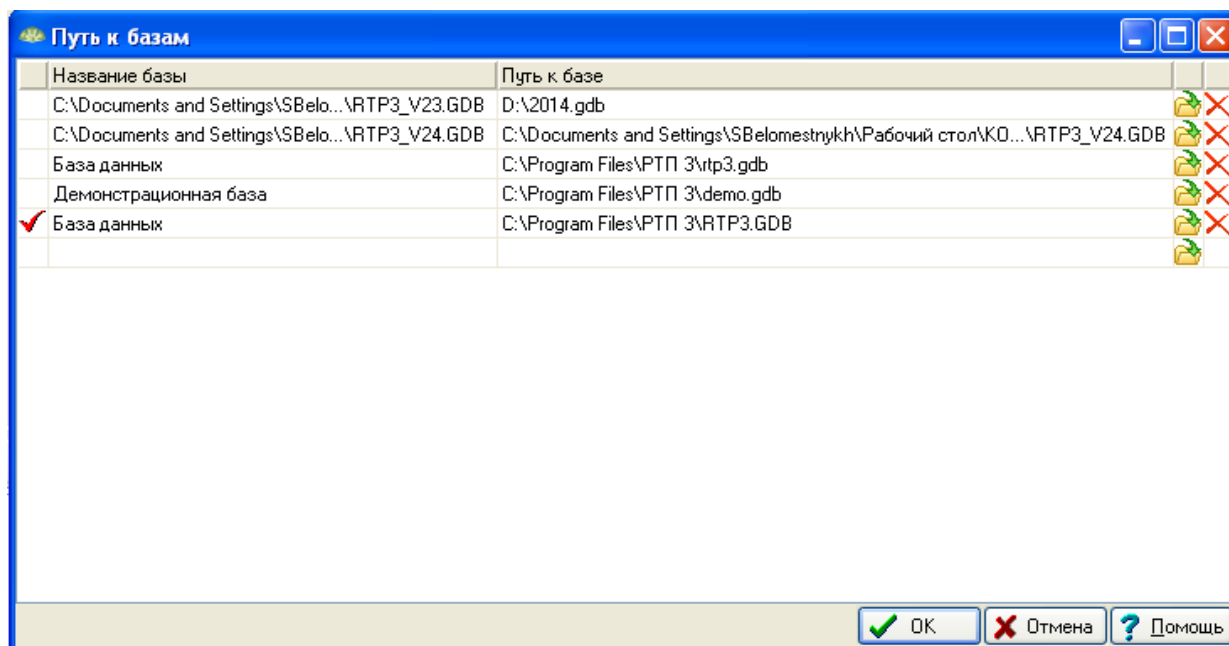 Путь к базам
Название базы Путь к базе
C:\Documents and Settings\SBelo...\RTP3_V23.GDB D:\2014.gdb
C:\Documents and Settings\SBelo...\RTP3_V24.GDB C:\Documents and Settings\SBelomestnykh\Рабочий стол\КО...\RTP3_V24.GDB
База данных C:\Program Files\РТП 3\rtp3.gdb
Демонстрационная база C:\Program Files\РТП 3\demo.gdb
База данных C:\Program Files\РТП 3\RTP3.GDB
OK Отмена Помощь